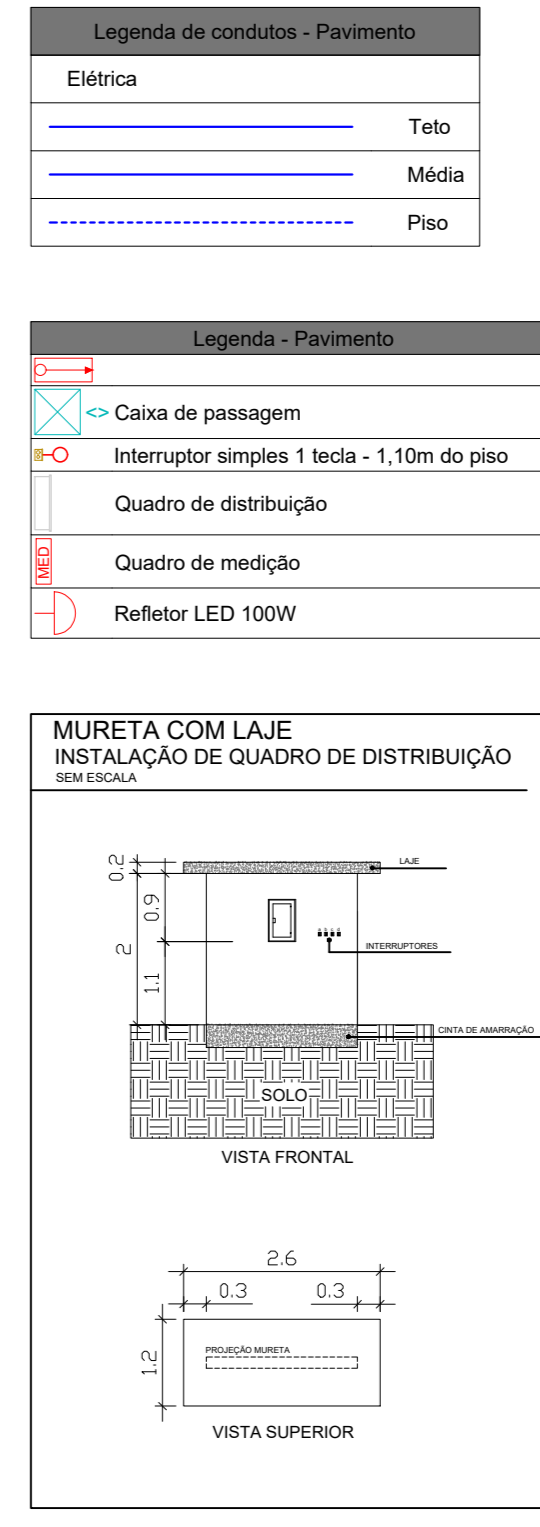 Legenda de condutos - Pavimento
Elétrica
Teto
Média
Piso
Legenda - Pavimento
<> Caixa de passagem
Interruptor simples 1 tecla - 1,10m do piso
Quadro de distribuição
MED Quadro de medição
Refletor LED 100W
MURETA COM LAJE
INSTALAÇÃO DE QUADRO DE DISTRIBUIÇÃO
SEM ESCALA
0.2
LAJE
0.9
a b c d
INTERRUPTORES
2
1.1
CINTA DE AMARRAÇÃO
SOLO
VISTA FRONTAL
2.6
0.3 0.3
PROJEÇÃO MURETA
1.2
VISTA SUPERIOR